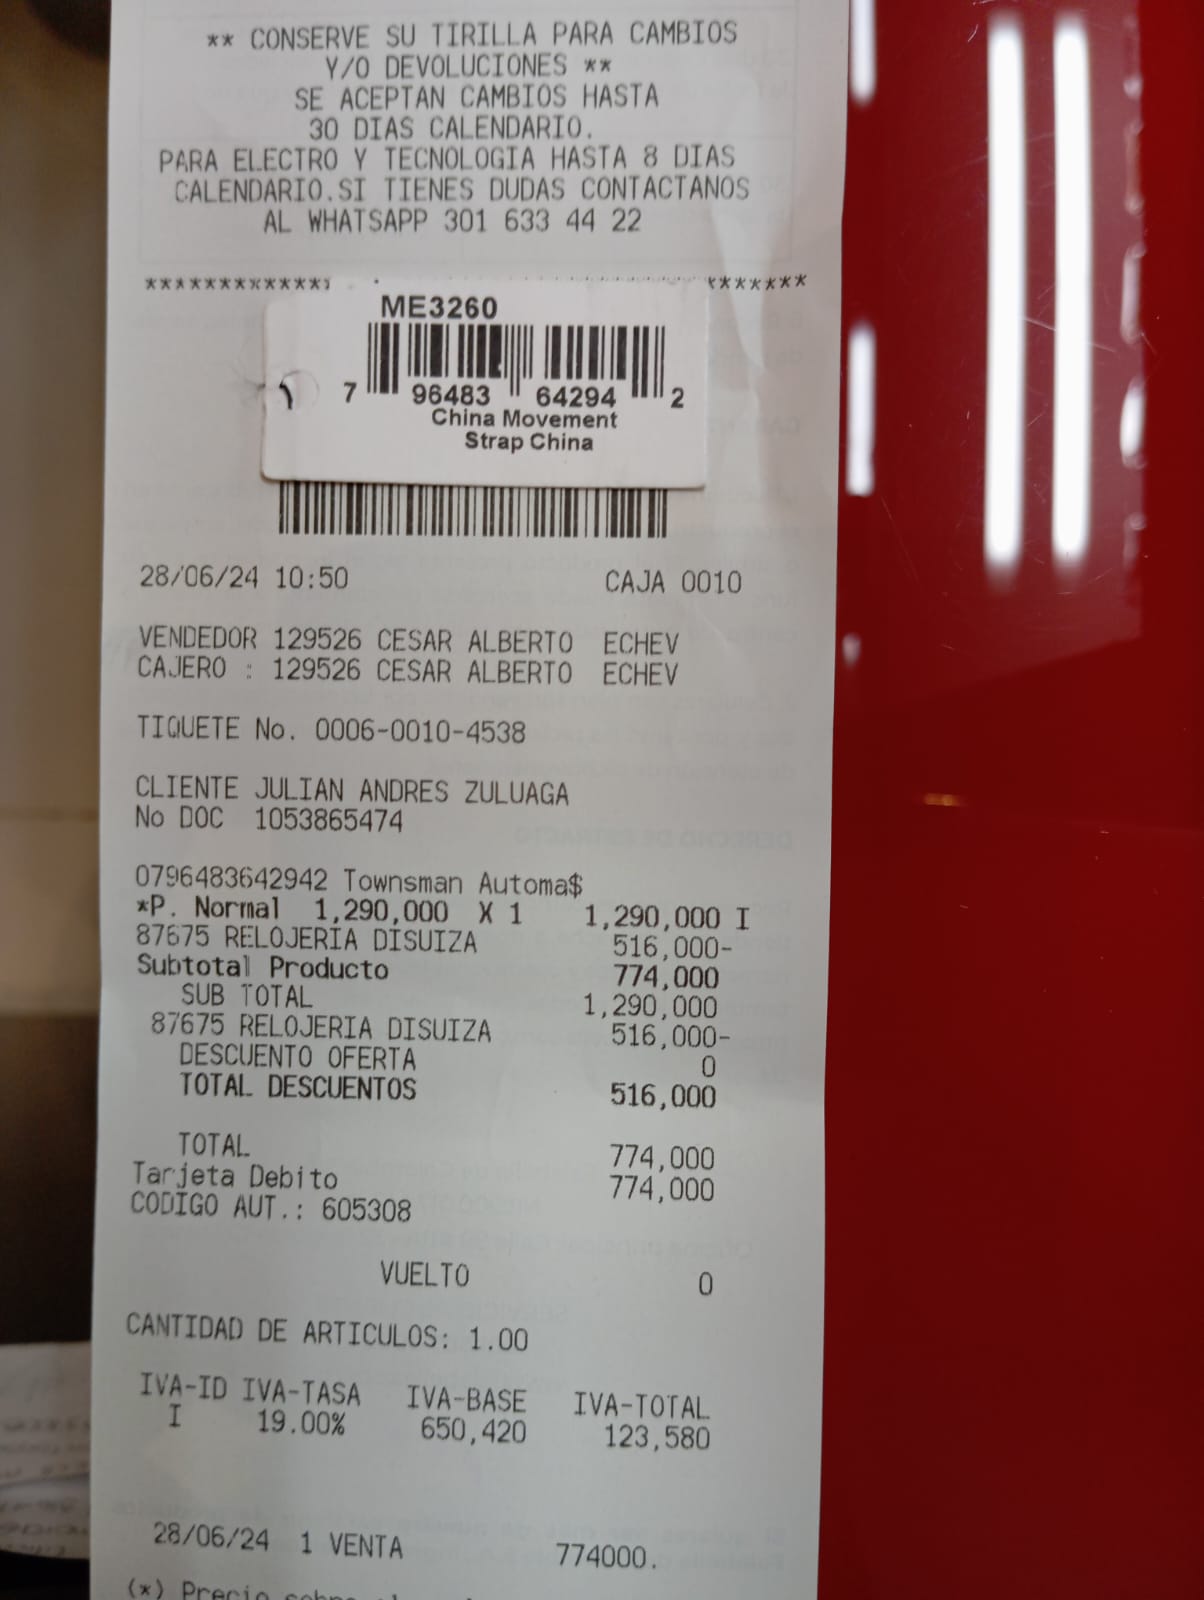 ** CONSERVE SU TIRILLA PARA CAMBIOS
Y/O DEVOLUCIONES **
SE ACEPTAN CAMBIOS HASTA
30 DIAS CALENDARIO.
PARA ELECTRO Y TECNOLOGIA HASTA 8 DIAS
CALENDARIO.SI TIENES DUDAS CONTACTANOS
AL WHATSAPP 301 633 44 22
ME3260
7 96483 64294 2
China Movement
Strap China
28/06/24 10:50 CAJA 0010
VENDEDOR 129526 CESAR ALBERTO ECHEV
CAJERO : 129526 CESAR ALBERTO ECHEV
TIQUETE No. 0006-0010-4538
CLIENTE JULIAN ANDRES ZULUAGA
No DOC 1053865474
0796483642942 Townsman Automa$
*P. Normal 1,290,000 X 1 1,290,000 I
87675 RELOJERIA DISUIZA 516,000-
Subtotal Producto 774,000
SUB TOTAL 1,290,000
87675 RELOJERIA DISUIZA 516,000-
DESCUENTO OFERTA 0
TOTAL DESCUENTOS 516,000
TOTAL 774,000
Tarjeta Debito 774,000
CODIGO AUT.: 605308
VUELTO 0
CANTIDAD DE ARTICULOS: 1.00
IVA-ID IVA-TASA IVA-BASE IVA-TOTAL
I 19.00% 650,420 123,580
28/06/24 1 VENTA 774000.
(*) Precio